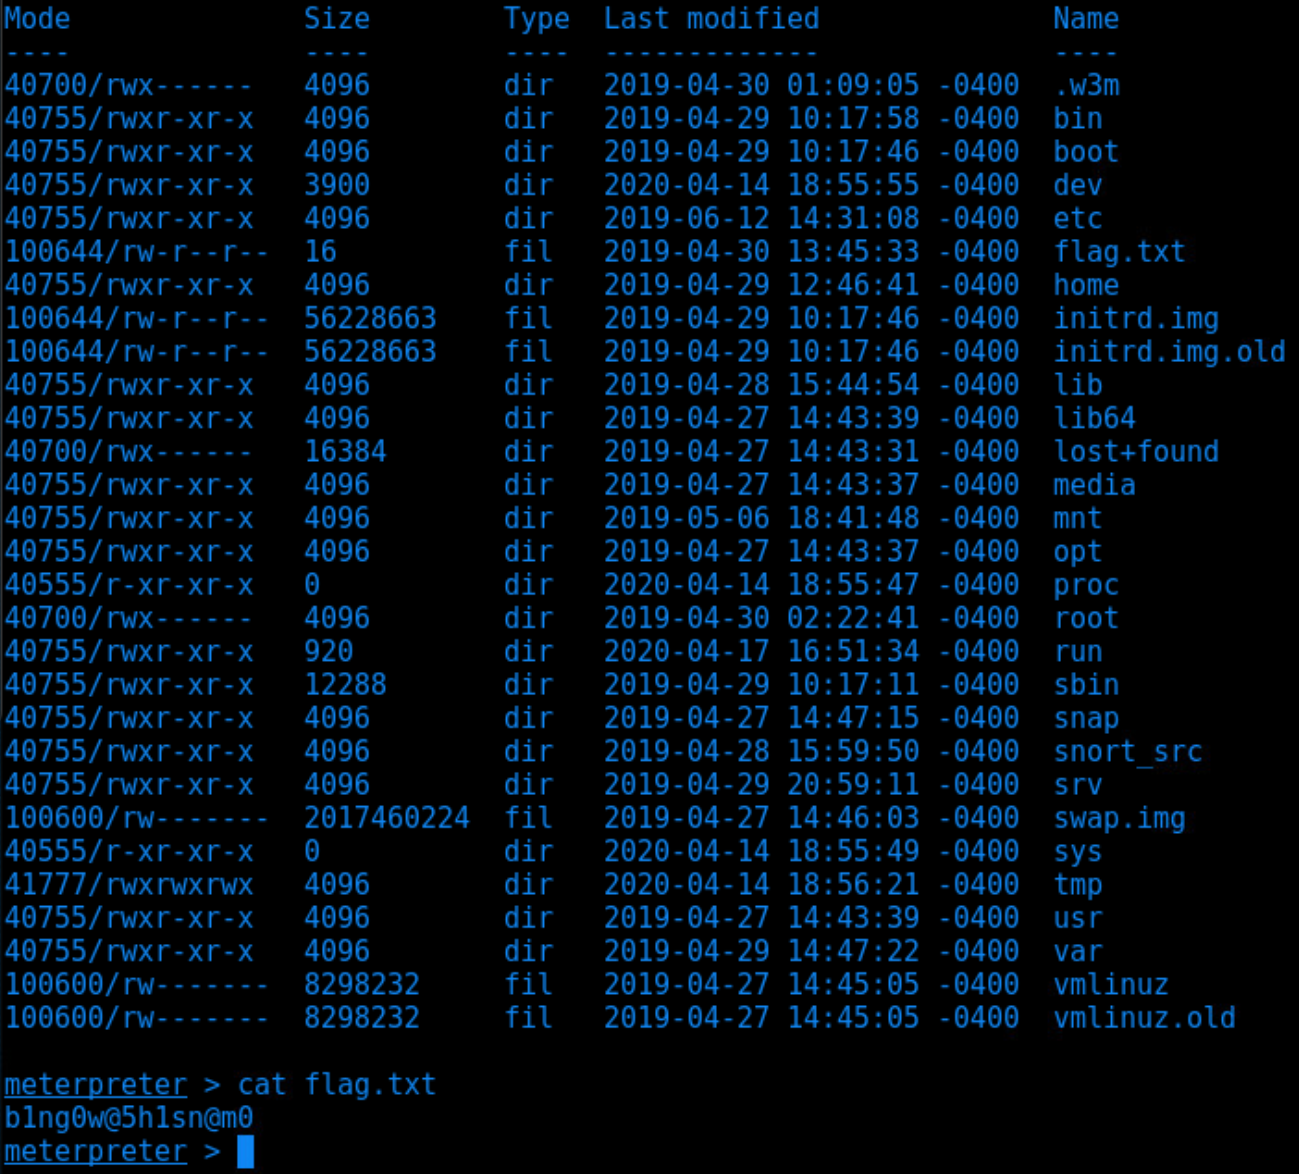 Mode Size Type Last modified Name
---- ---- ---- ------------- ----
40700/rwx------ 4096 dir 2019-04-30 01:09:05 -0400 .w3m
40755/rwxr-xr-x 4096 dir 2019-04-29 10:17:58 -0400 bin
40755/rwxr-xr-x 4096 dir 2019-04-29 10:17:46 -0400 boot
40755/rwxr-xr-x 3900 dir 2020-04-14 18:55:55 -0400 dev
40755/rwxr-xr-x 4096 dir 2019-06-12 14:31:08 -0400 etc
100644/rw-r--r-- 16 fil 2019-04-30 13:45:33 -0400 flag.txt
40755/rwxr-xr-x 4096 dir 2019-04-29 12:46:41 -0400 home
100644/rw-r--r-- 56228663 fil 2019-04-29 10:17:46 -0400 initrd.img
100644/rw-r--r-- 56228663 fil 2019-04-29 10:17:46 -0400 initrd.img.old
40755/rwxr-xr-x 4096 dir 2019-04-28 15:44:54 -0400 lib
40755/rwxr-xr-x 4096 dir 2019-04-27 14:43:39 -0400 lib64
40700/rwx------ 16384 dir 2019-04-27 14:43:31 -0400 lost+found
40755/rwxr-xr-x 4096 dir 2019-04-27 14:43:37 -0400 media
40755/rwxr-xr-x 4096 dir 2019-05-06 18:41:48 -0400 mnt
40755/rwxr-xr-x 4096 dir 2019-04-27 14:43:37 -0400 opt
40555/r-xr-xr-x 0 dir 2020-04-14 18:55:47 -0400 proc
40700/rwx------ 4096 dir 2019-04-30 02:22:41 -0400 root
40755/rwxr-xr-x 920 dir 2020-04-17 16:51:34 -0400 run
40755/rwxr-xr-x 12288 dir 2019-04-29 10:17:11 -0400 sbin
40755/rwxr-xr-x 4096 dir 2019-04-27 14:47:15 -0400 snap
40755/rwxr-xr-x 4096 dir 2019-04-28 15:59:50 -0400 snort_src
40755/rwxr-xr-x 4096 dir 2019-04-29 20:59:11 -0400 srv
100600/rw------- 2017460224 fil 2019-04-27 14:46:03 -0400 swap.img
40555/r-xr-xr-x 0 dir 2020-04-14 18:55:49 -0400 sys
41777/rwxrwxrwx 4096 dir 2020-04-14 18:56:21 -0400 tmp
40755/rwxr-xr-x 4096 dir 2019-04-27 14:43:39 -0400 usr
40755/rwxr-xr-x 4096 dir 2019-04-29 14:47:22 -0400 var
100600/rw------- 8298232 fil 2019-04-27 14:45:05 -0400 vmlinuz
100600/rw------- 8298232 fil 2019-04-27 14:45:05 -0400 vmlinuz.old
meterpreter > cat flag.txt
b1ng0w@5h1sn@m0
meterpreter >